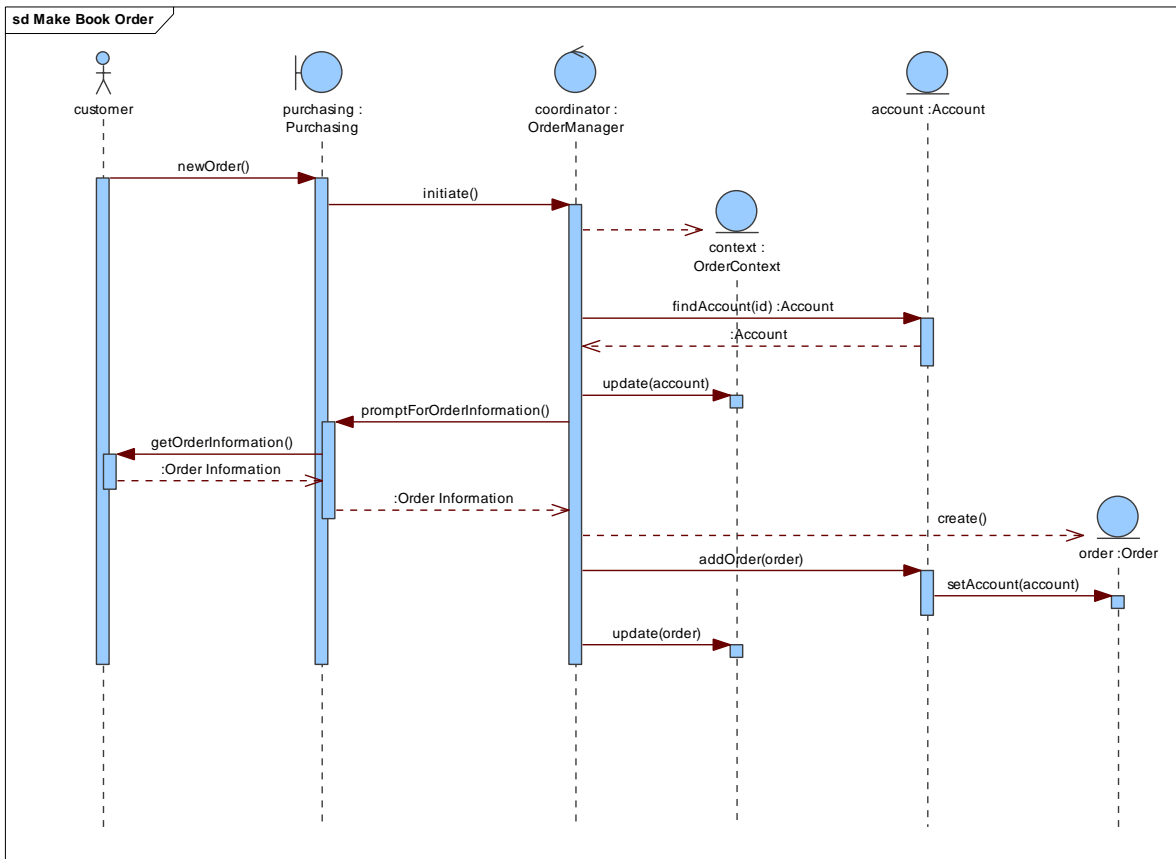 sd Make Book Order
customer
purchasing :
Purchasing
coordinator :
OrderManager
account :Account
newOrder()
initiate()
context :
OrderContext
findAccount(id) :Account
:Account
update(account)
promptForOrderInformation()
getOrderInformation()
:Order Information
:Order Information
create()
order :Order
addOrder(order)
setAccount(account)
update(order)